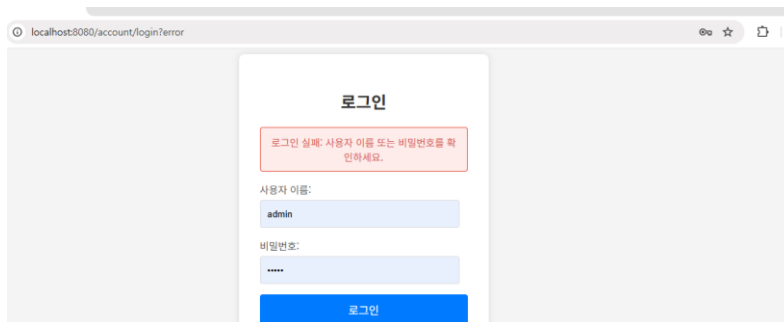 localhost:8080/account/login?error
로그인
로그인 실패: 사용자 이름 또는 비밀번호를 확
인하세요.
사용자 이름:
admin
비밀번호:
•••••
로그인